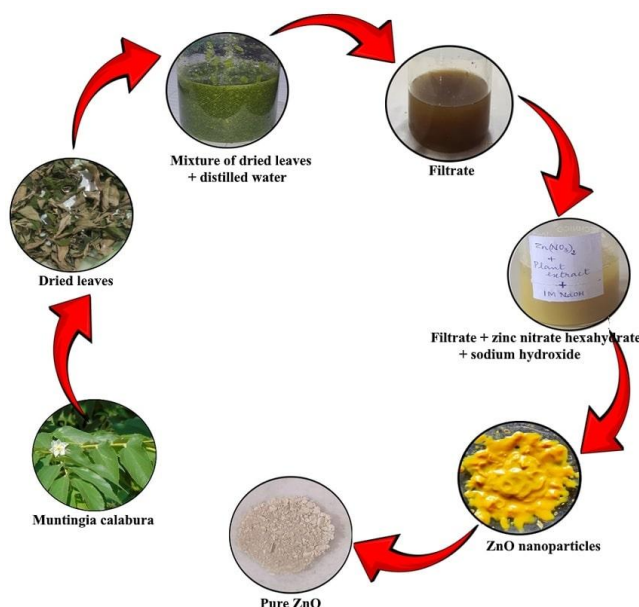 Muntingia calabura
Dried leaves
Mixture of dried leaves
+ distilled water
Filtrate
Zn(NO3)2
+
Plant
extract
+
1M NaOH
Filtrate + zinc nitrate hexahydrate
+ sodium hydroxide
ZnO nanoparticles
Pure ZnO